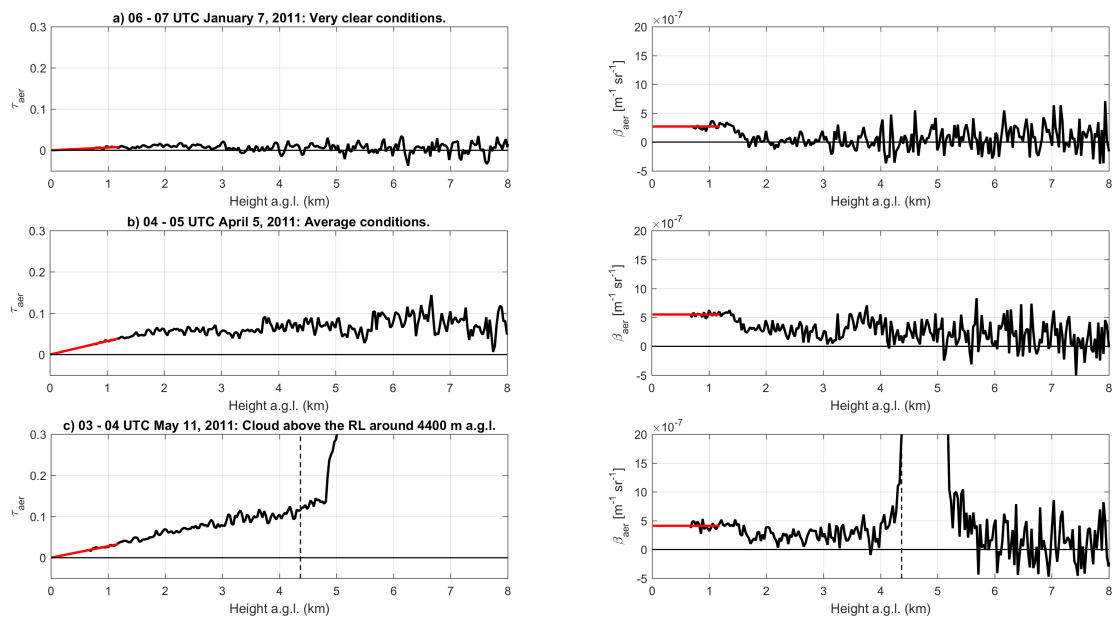 a) 06 - 07 UTC January 7, 2011: Very clear conditions.
0.3
0.2
0.1
0
τaer
0 1 2 3 4 5 6 7 8
Height a.g.l. (km)
×10-7
20
15
10
5
0
-5
βaer [m-1 sr-1]
0 1 2 3 4 5 6 7 8
Height a.g.l. (km)
b) 04 - 05 UTC April 5, 2011: Average conditions.
0.3
0.2
0.1
0
τaer
0 1 2 3 4 5 6 7 8
Height a.g.l. (km)
×10-7
20
15
10
5
0
-5
βaer [m-1 sr-1]
0 1 2 3 4 5 6 7 8
Height a.g.l. (km)
c) 03 - 04 UTC May 11, 2011: Cloud above the RL around 4400 m a.g.l.
0.3
0.2
0.1
0
τaer
0 1 2 3 4 5 6 7 8
Height a.g.l. (km)
×10-7
20
15
10
5
0
-5
βaer [m-1 sr-1]
0 1 2 3 4 5 6 7 8
Height a.g.l. (km)